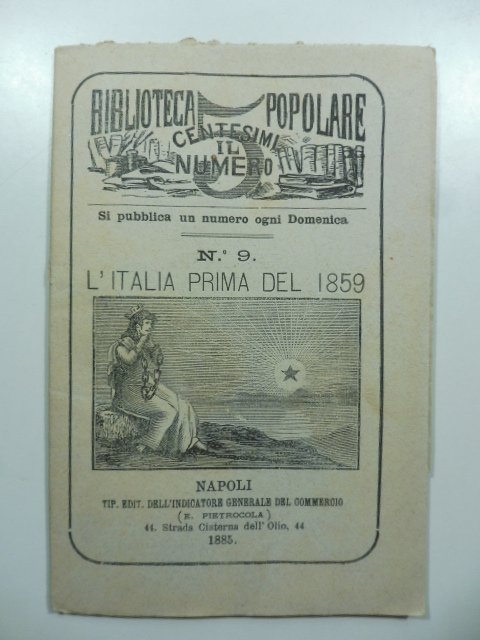 BIBLIOTECA 5 POPOLARE
CENTESIMI
IL
NUMERO
Si pubblica un numero ogni Domenica
N.° 9.
L'ITALIA PRIMA DEL 1859
NAPOLI
TIP. EDIT. DELL'INDICATORE GENERALE DEL COMMERCIO
(E. PIETROCOLA)
44. Strada Cisterna dell' Olio, 44
1885.